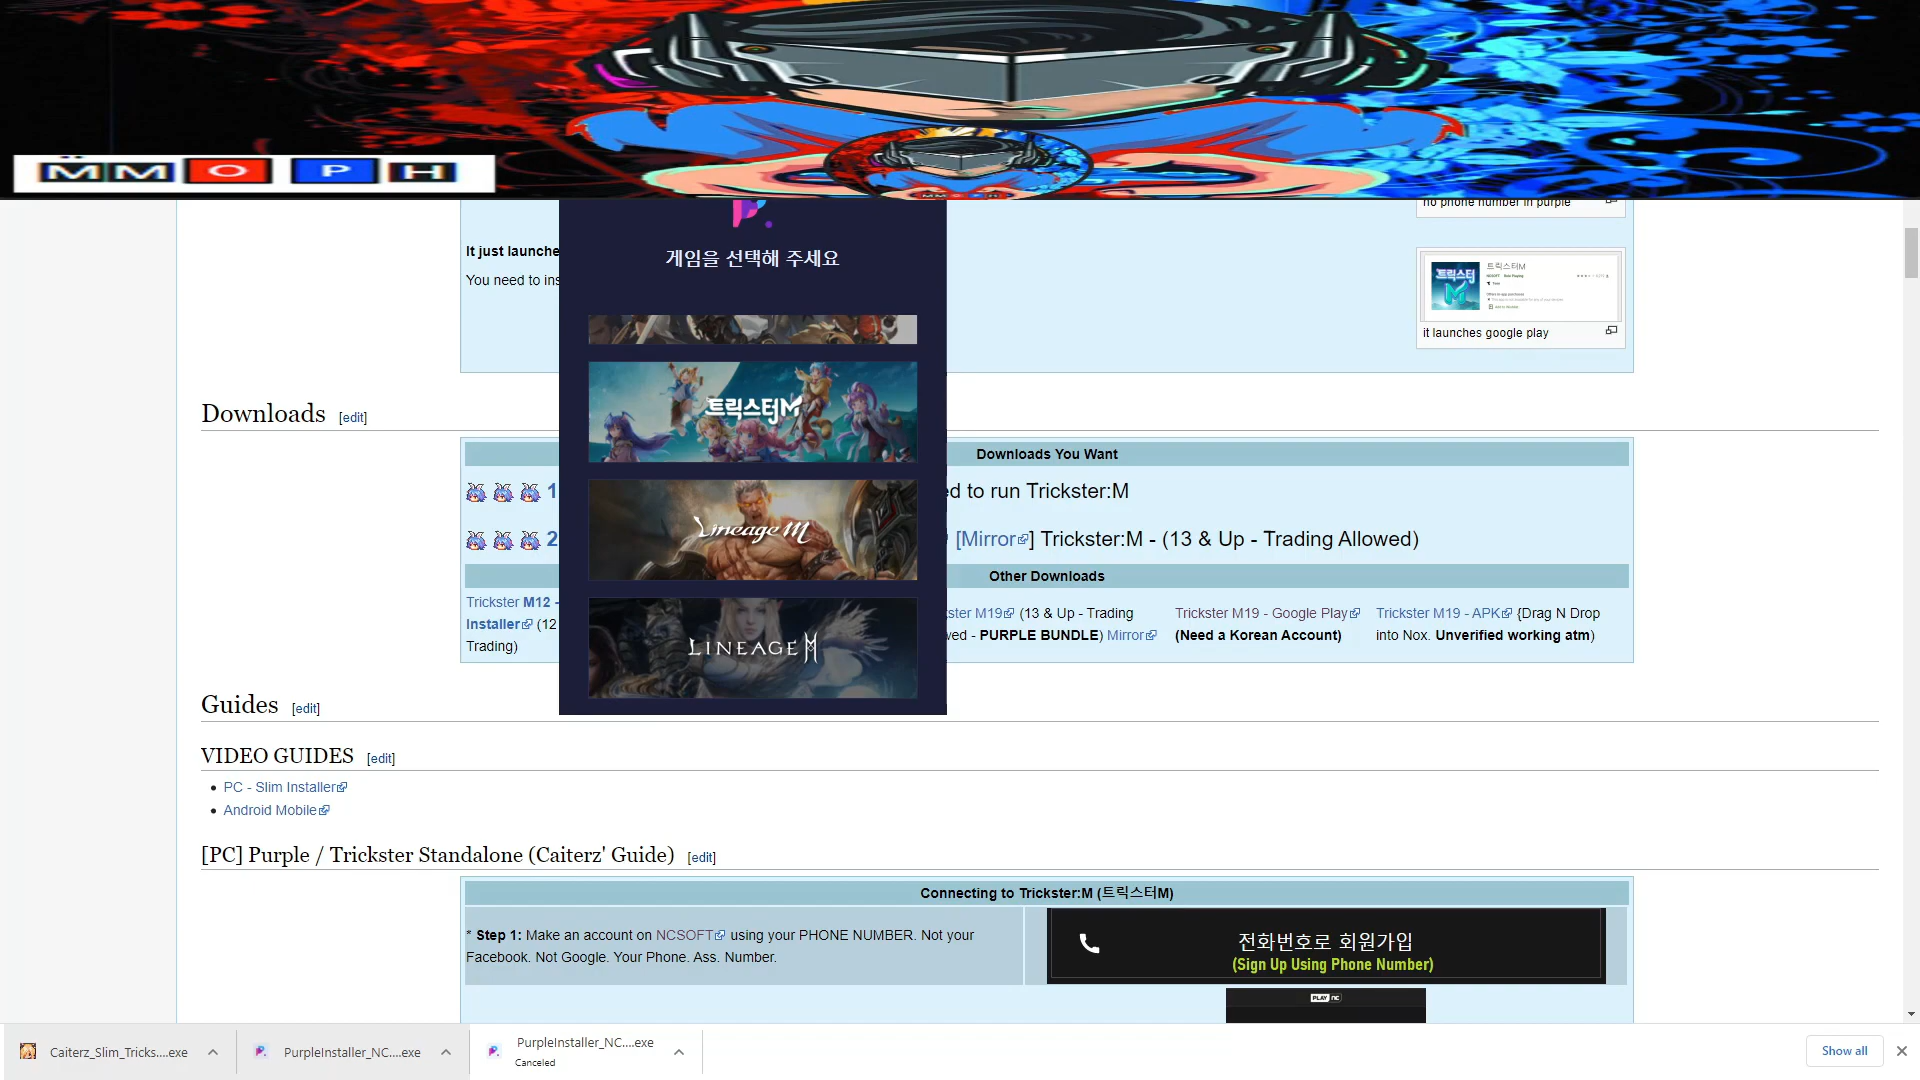 MMO PH
no phone number in purple
It just launche
You need to ins
게임을 선택해 주세요
트릭스터M
트릭스터M
it launches google play
Downloads [edit]
Downloads You Want
1
ed to run Trickster:M
2
[Mirror] Trickster:M - (13 & Up - Trading Allowed)
Lineage M
Other Downloads
Trickster M12 -
Installer (12
Trading)
ster M19 (13 & Up - Trading
wed - PURPLE BUNDLE) Mirror
Trickster M19 - Google Play
(Need a Korean Account)
Trickster M19 - APK {Drag N Drop
into Nox. Unverified working atm)
LINEAGE M
Guides [edit]
VIDEO GUIDES [edit]
PC - Slim Installer
Android Mobile
[PC] Purple / Trickster Standalone (Caiterz' Guide) [edit]
Connecting to Trickster:M (트릭스터M)
* Step 1: Make an account on NCSOFT using your PHONE NUMBER. Not your
Facebook. Not Google. Your Phone. Ass. Number.
전화번호로 회원가입
(Sign Up Using Phone Number)
PLAY NC
Caiterz_Slim_Tricks....exe
PurpleInstaller_NC....exe
PurpleInstaller_NC....exe
Canceled
Show all